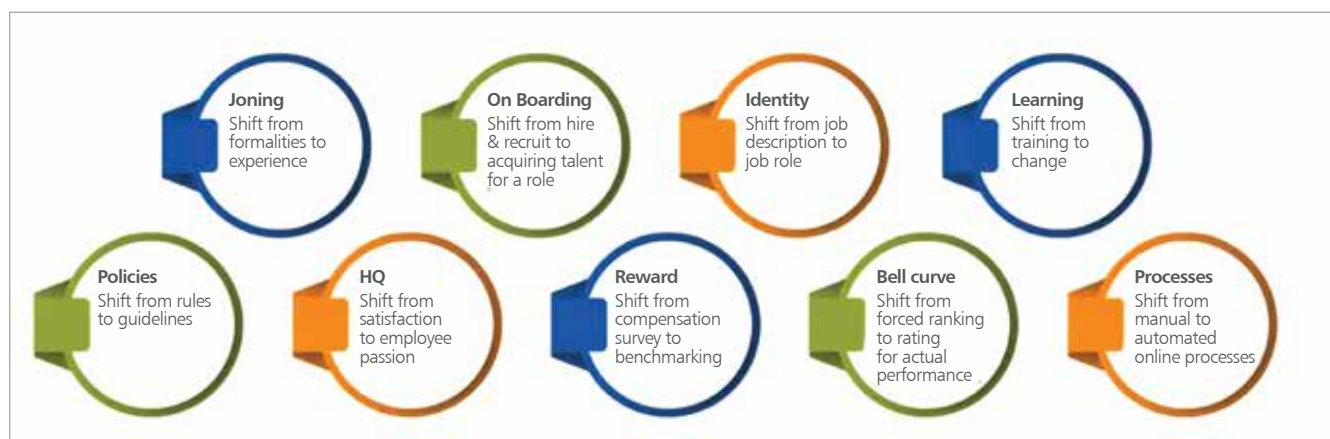 Joning
Shift from
formalities to
experience
On Boarding
Shift from hire
& recruit to
acquiring talent
for a role
Identity
Shift from job
description to
job role
Learning
Shift from
training to
change
Policies
Shift from rules
to guidelines
HQ
Shift from
satisfaction
to employee
passion
Reward
Shift from
compensation
survey to
benchmarking
Bell curve
Shift from
forced ranking
to rating
for actual
performance
Processes
Shift from
manual to
automated
online processes